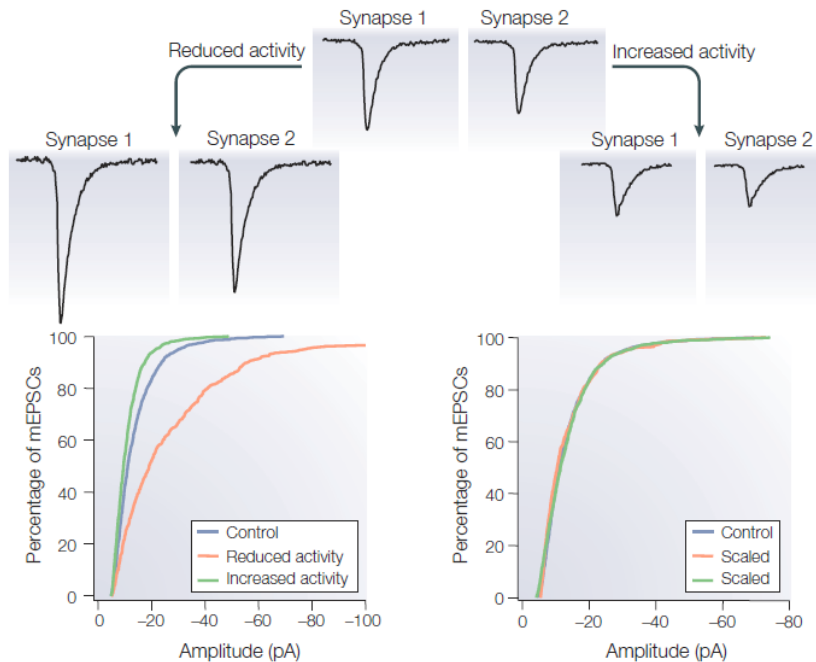 Synapse 1 Synapse 2
Reduced activity
Increased activity
Synapse 1 Synapse 2
Synapse 1 Synapse 2
Percentage of mEPSCs
100
80
60
40
20
0
Control
Reduced activity
Increased activity
0 –20 –40 –60 –80 –100
Amplitude (pA)
Percentage of mEPSCs
100
80
60
40
20
0
Control
Scaled
Scaled
0 –20 –40 –60 –80
Amplitude (pA)